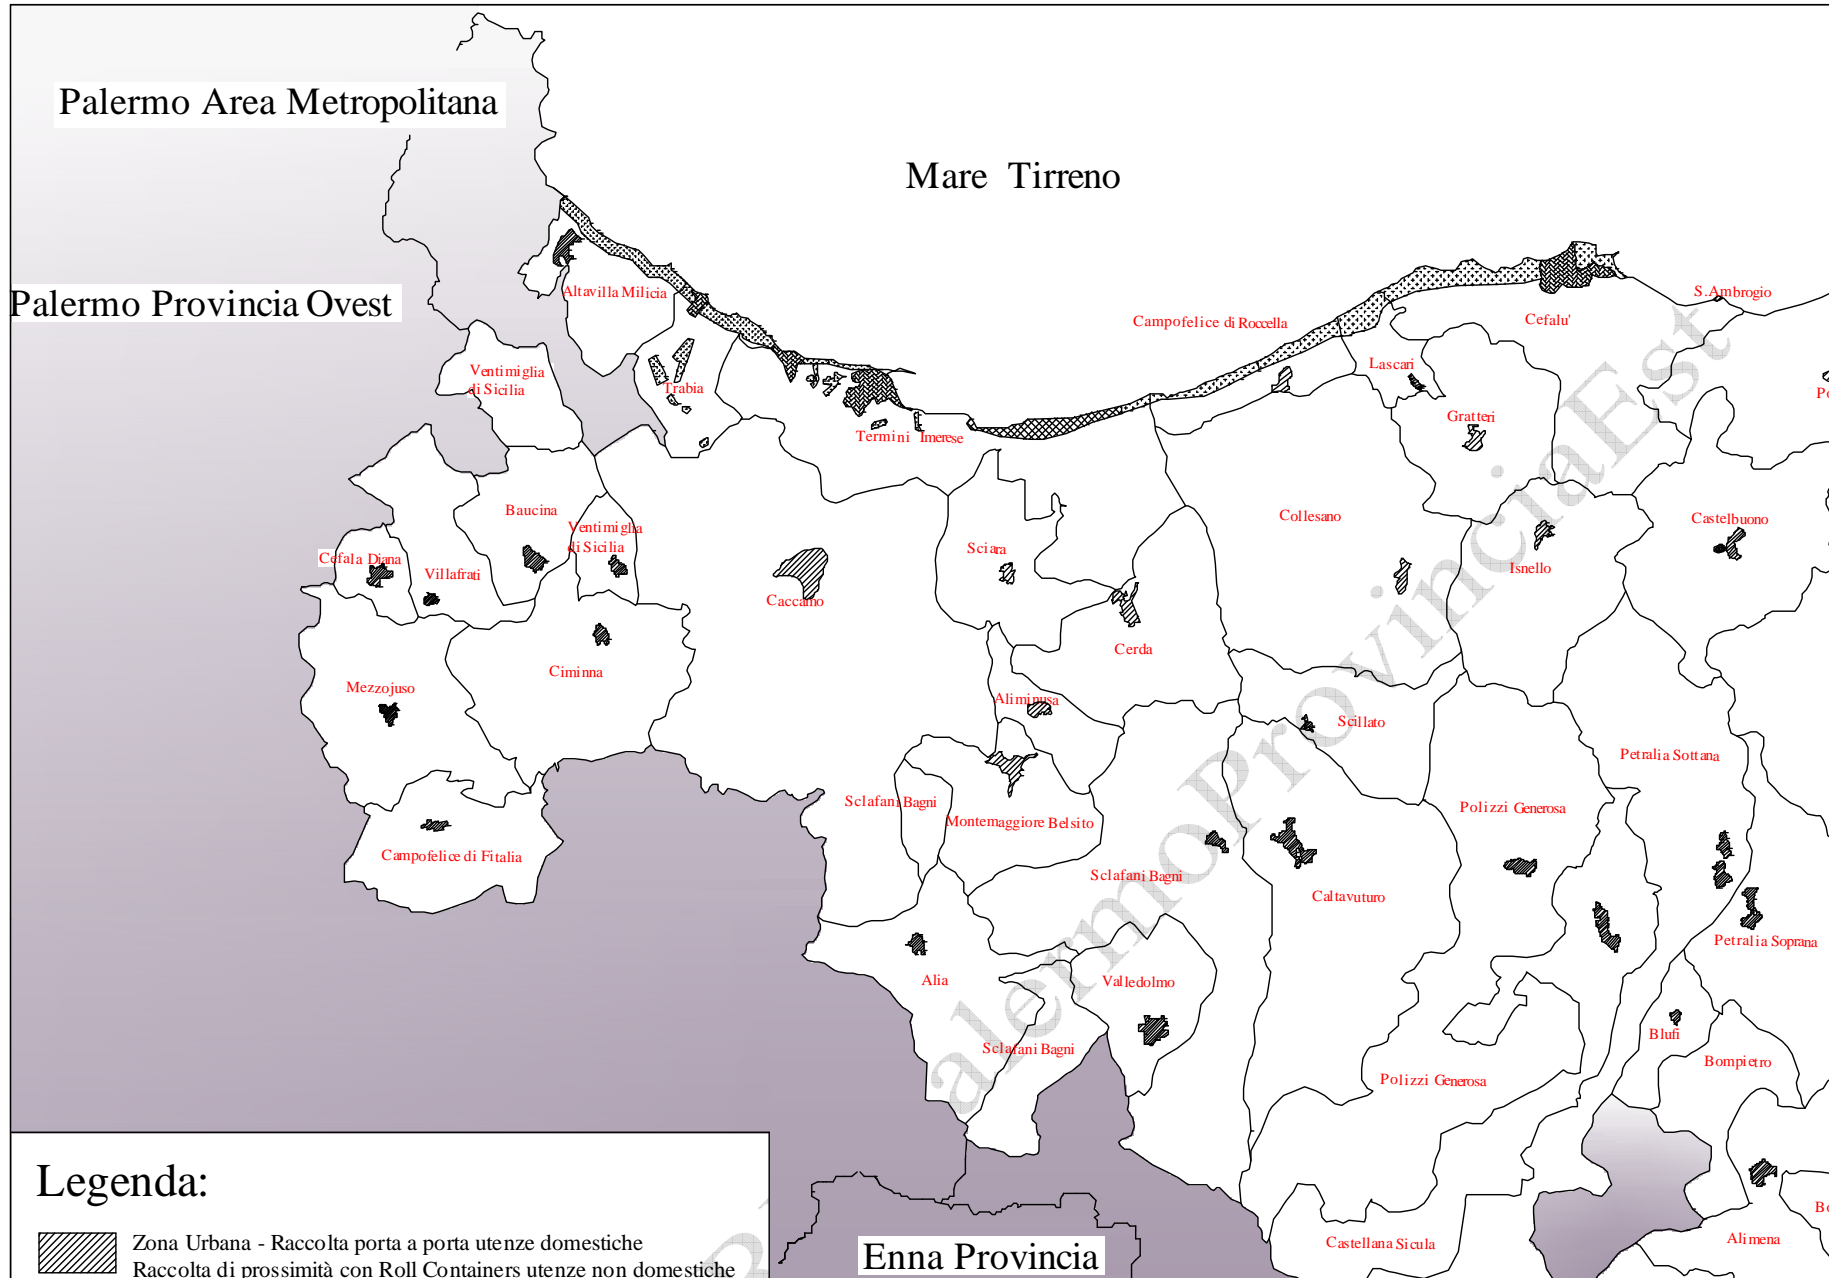 Palermo Area Metropolitana
Mare Tirreno
Palermo Provincia Ovest
Altavilla Milicia
S.Ambrogio
Campofelice di Roccella
Cefalu'
Ventimiglia
di Sicilia
Trabia
Lascari
Gratteri
Termini Imerese
Baucina
Ventimiglia
di Sicilia
Collesano
Castelbuono
Cefala Diana
Villafrati
Sciara
Isnello
Caccamo
Cerda
Ciminna
Mezzojuso
Aliminusa
Scillato
Petralia Sottana
Sclafani Bagni
Montemaggiore Belsito
Polizzi Generosa
Campofelice di Fitalia
Sclafani Bagni
Caltavuturo
Petralia Soprana
Alia
Valledolmo
Sclafani Bagni
Blufi
Bompietro
Polizzi Generosa
Castellana Sicula
Alimena
Po
Bo
alermoProvinciaEst
Enna Provincia
Legenda:
Zona Urbana - Raccolta porta a porta utenze domestiche
Raccolta di prossimità con Roll Containers utenze non domestiche